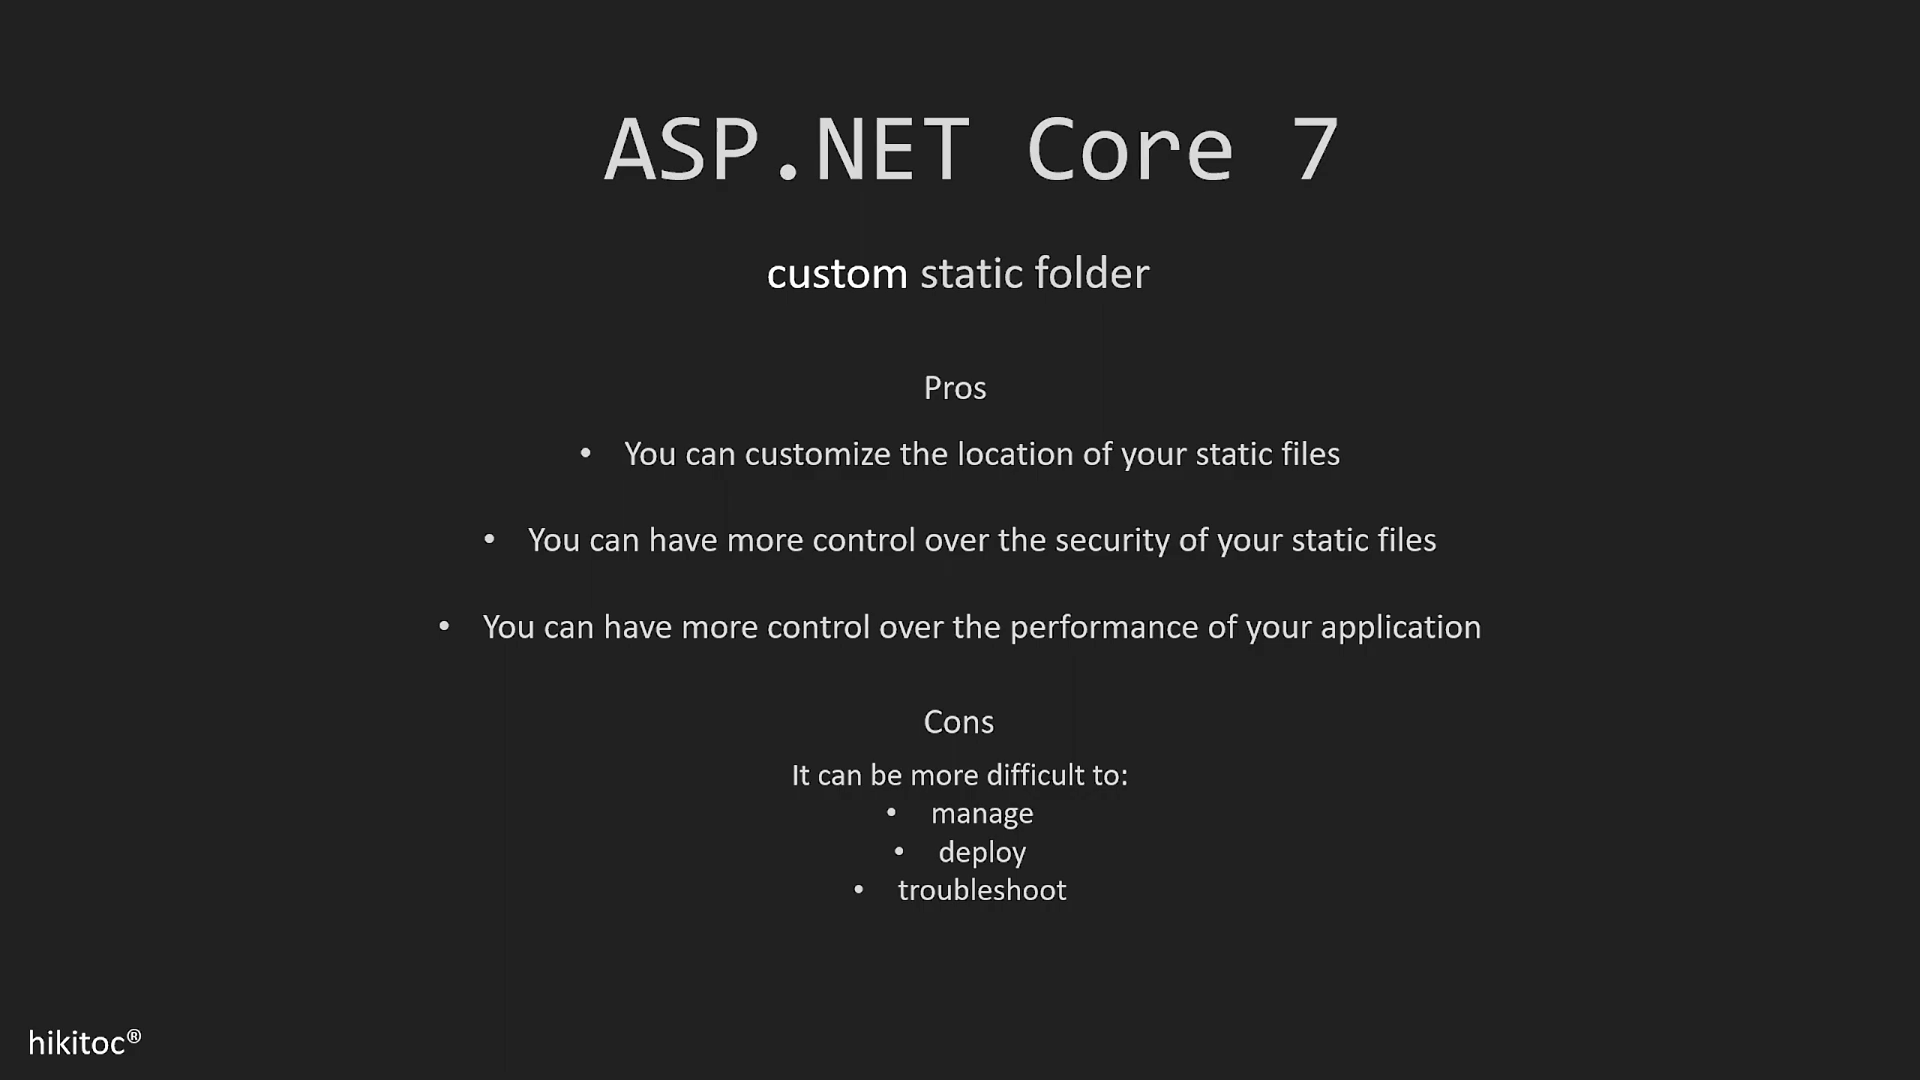 ASP.NET Core 7
custom static folder
Pros
• You can customize the location of your static files
• You can have more control over the security of your static files
• You can have more control over the performance of your application
Cons
It can be more difficult to:
• manage
• deploy
• troubleshoot
hikitoc®